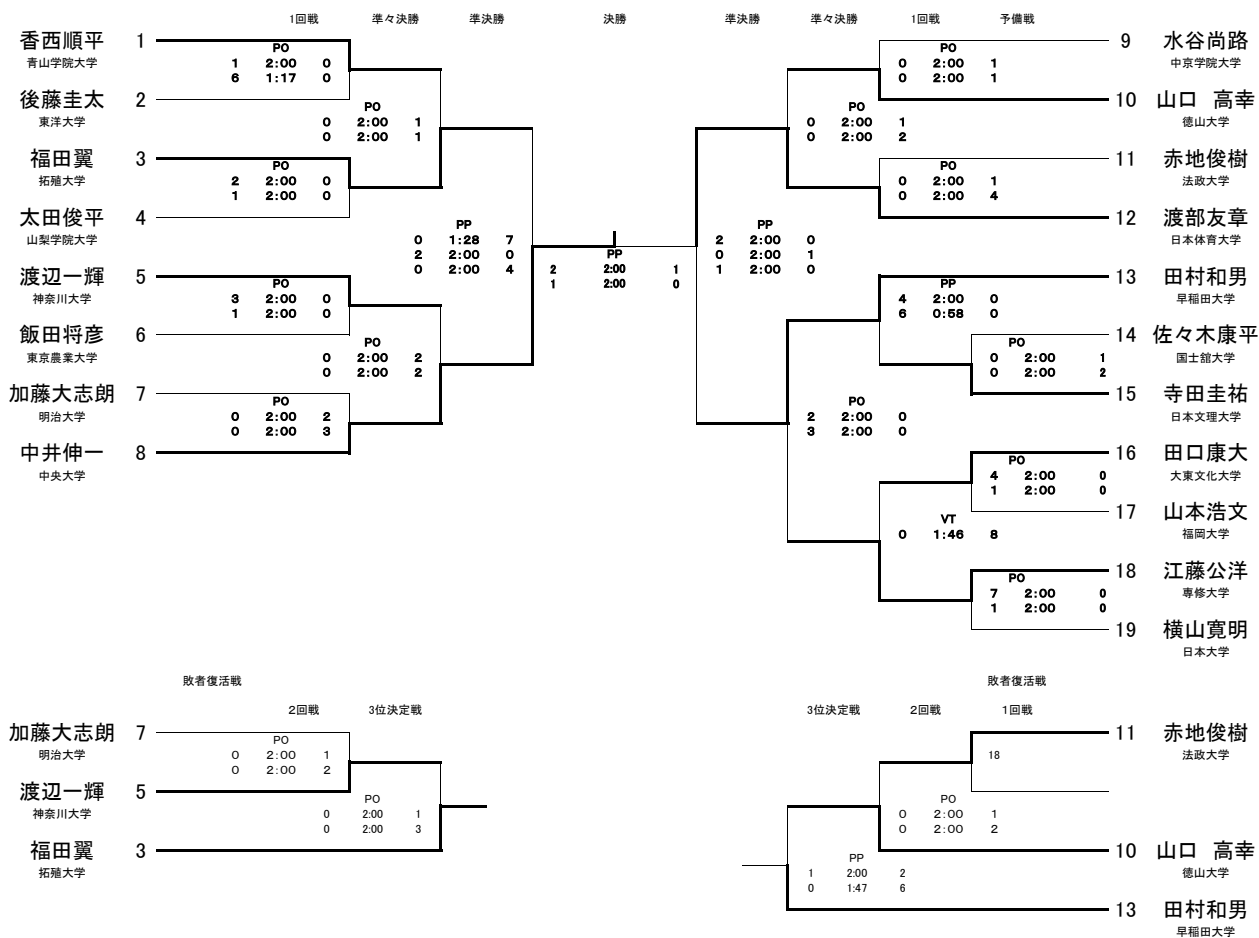 1回戦 準々決勝 準決勝 決勝 準決勝 準々決勝 1回戦 予備戦
香西順平 1
青山学院大学
PO
1 2:00 0
6 1:17 0
後藤圭太 2
東洋大学
PO
0 2:00 1
0 2:00 1
福田翼 3
拓殖大学
PO
2 2:00 0
1 2:00 0
太田俊平 4
山梨学院大学
PP
0 1:28 7
2 2:00 0
0 2:00 4
渡辺一輝 5
神奈川大学
PO
3 2:00 0
1 2:00 0
飯田将彦 6
東京農業大学
PO
0 2:00 2
0 2:00 2
加藤大志朗 7
明治大学
PO
0 2:00 2
0 2:00 3
中井伸一 8
中央大学
PP
2 2:00 1
1 2:00 0
9 水谷尚路
中京学院大学
PO
0 2:00 1
0 2:00 1
10 山口 高幸
徳山大学
PO
0 2:00 1
0 2:00 2
11 赤地俊樹
法政大学
PO
0 2:00 1
0 2:00 4
12 渡部友章
日本体育大学
PP
2 2:00 0
0 2:00 1
1 2:00 0
13 田村和男
早稲田大学
PP
4 2:00 0
6 0:58 0
14 佐々木康平
国士舘大学
PO
0 2:00 1
0 2:00 2
15 寺田圭祐
日本文理大学
PO
2 2:00 0
3 2:00 0
16 田口康大
大東文化大学
PO
4 2:00 0
1 2:00 0
17 山本浩文
福岡大学
VT
0 1:46 8
18 江藤公洋
専修大学
PO
7 2:00 0
1 2:00 0
19 横山寛明
日本大学
敗者復活戦
2回戦 3位決定戦
加藤大志朗 7
明治大学
PO
0 2:00 1
0 2:00 2
渡辺一輝 5
神奈川大学
PO
0 2:00 1
0 2:00 3
福田翼 3
拓殖大学
敗者復活戦
3位決定戦 2回戦 1回戦
11 赤地俊樹
法政大学
18
PO
0 2:00 1
0 2:00 2
10 山口 高幸
徳山大学
PP
1 2:00 2
0 1:47 6
13 田村和男
早稲田大学